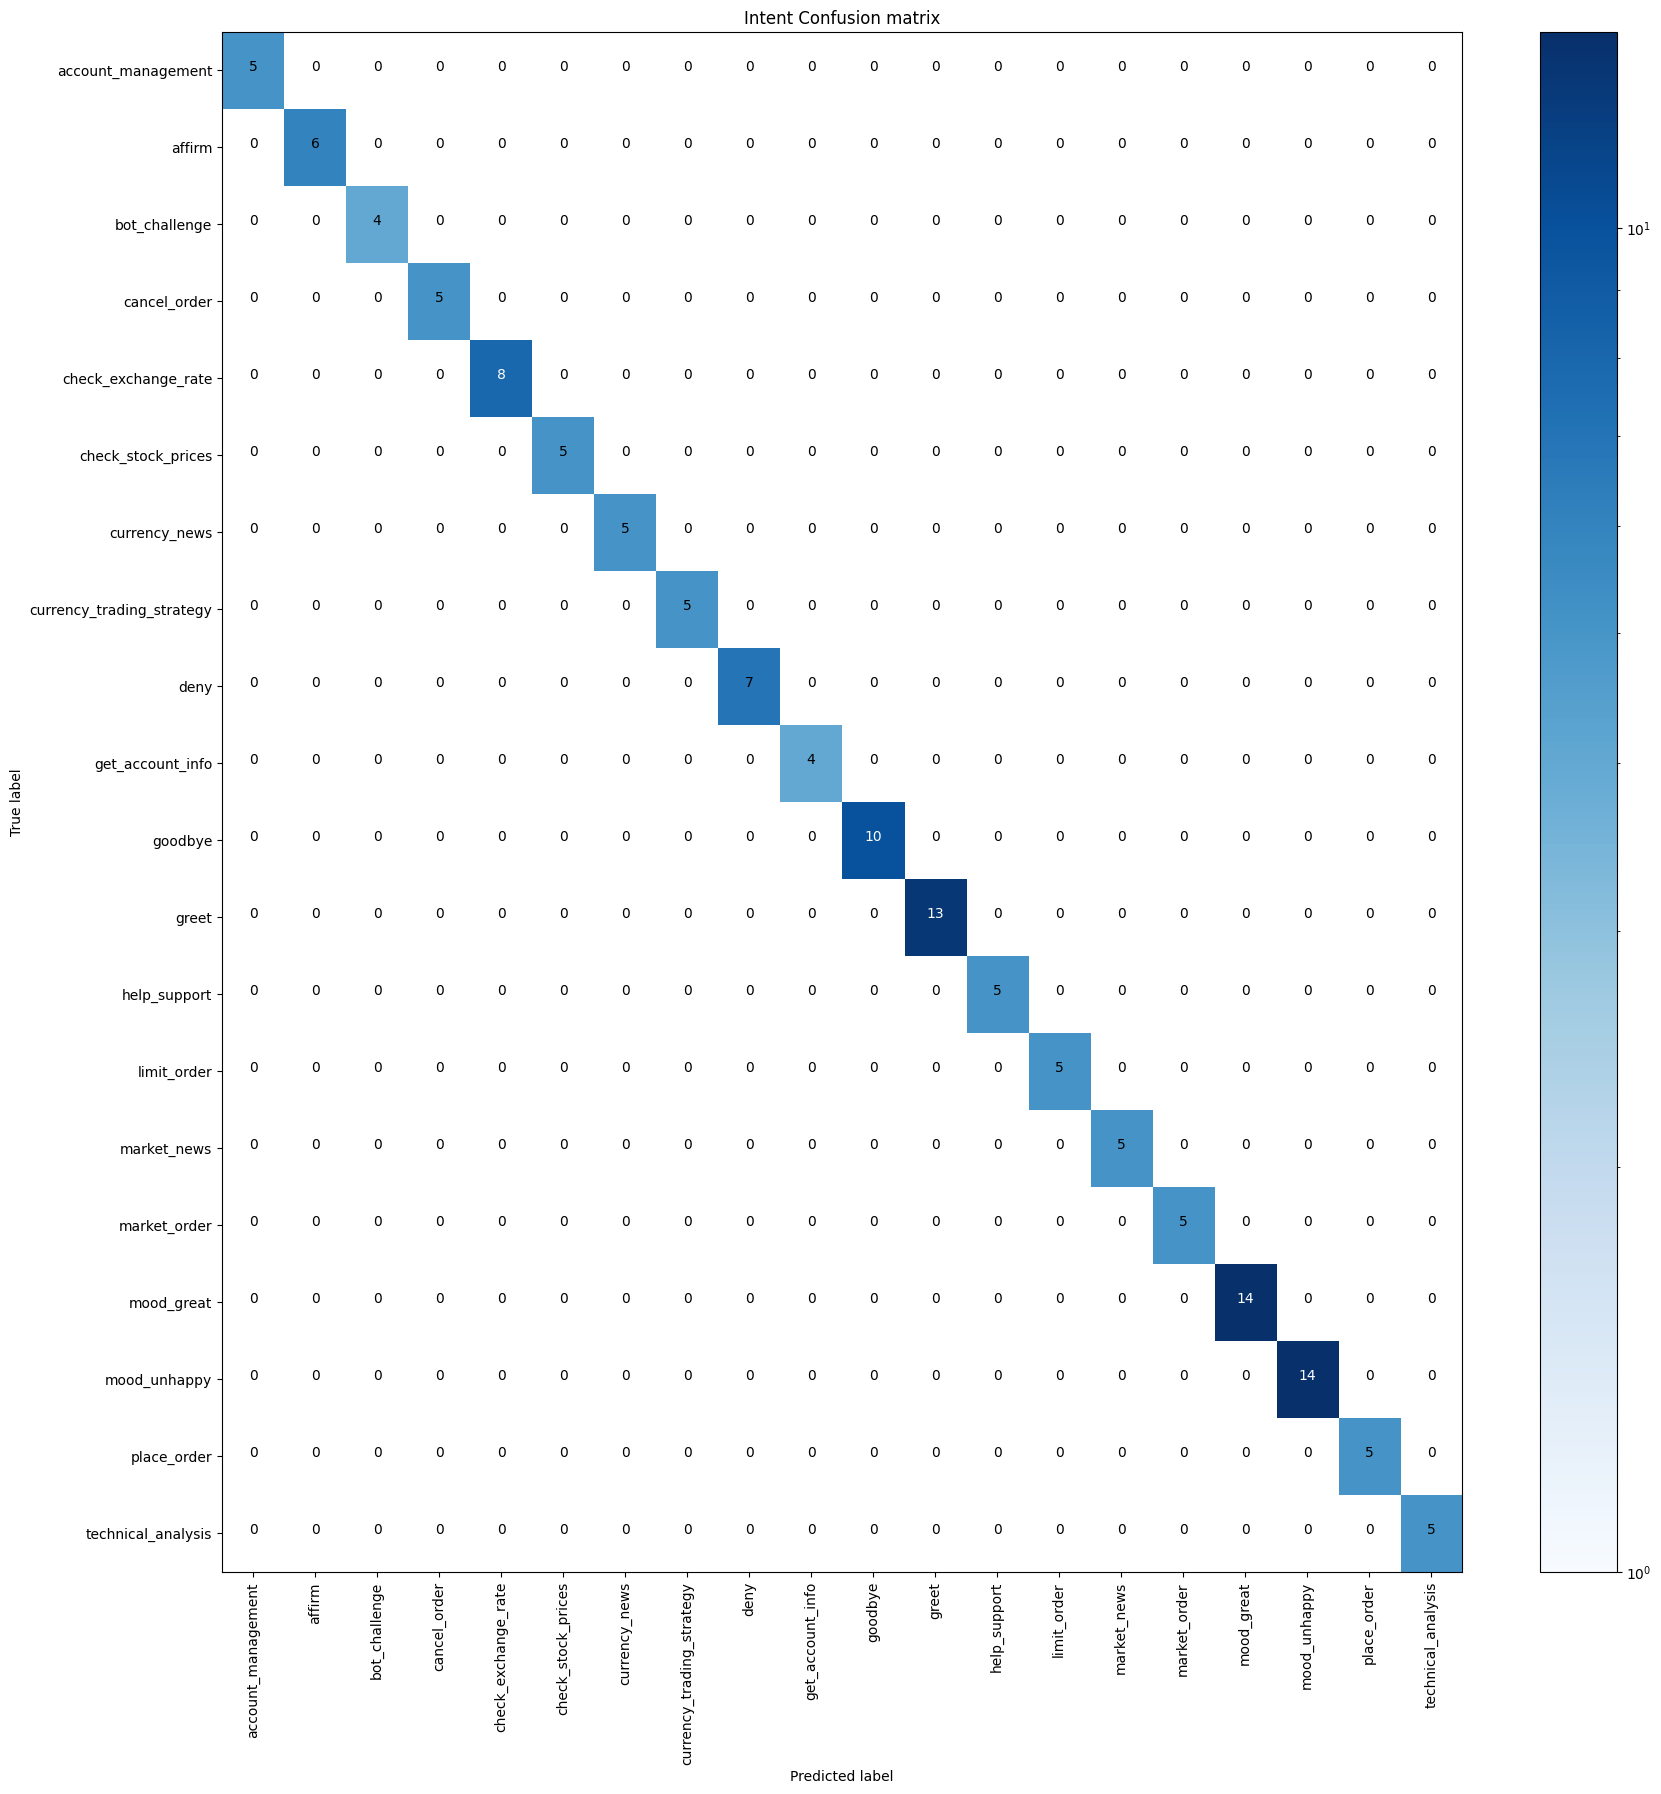 Intent Confusion matrix
account_management 5 0 0 0 0 0 0 0 0 0 0 0 0 0 0 0 0 0 0 0
affirm 0 6 0 0 0 0 0 0 0 0 0 0 0 0 0 0 0 0 0 0
bot_challenge 0 0 4 0 0 0 0 0 0 0 0 0 0 0 0 0 0 0 0 0
cancel_order 0 0 0 5 0 0 0 0 0 0 0 0 0 0 0 0 0 0 0 0
check_exchange_rate 0 0 0 0 8 0 0 0 0 0 0 0 0 0 0 0 0 0 0 0
check_stock_prices 0 0 0 0 0 5 0 0 0 0 0 0 0 0 0 0 0 0 0 0
currency_news 0 0 0 0 0 0 5 0 0 0 0 0 0 0 0 0 0 0 0 0
currency_trading_strategy 0 0 0 0 0 0 0 5 0 0 0 0 0 0 0 0 0 0 0 0
deny 0 0 0 0 0 0 0 0 7 0 0 0 0 0 0 0 0 0 0 0
get_account_info 0 0 0 0 0 0 0 0 0 4 0 0 0 0 0 0 0 0 0 0
goodbye 0 0 0 0 0 0 0 0 0 0 10 0 0 0 0 0 0 0 0 0
greet 0 0 0 0 0 0 0 0 0 0 0 13 0 0 0 0 0 0 0 0
help_support 0 0 0 0 0 0 0 0 0 0 0 0 5 0 0 0 0 0 0 0
limit_order 0 0 0 0 0 0 0 0 0 0 0 0 0 5 0 0 0 0 0 0
market_news 0 0 0 0 0 0 0 0 0 0 0 0 0 0 5 0 0 0 0 0
market_order 0 0 0 0 0 0 0 0 0 0 0 0 0 0 0 5 0 0 0 0
mood_great 0 0 0 0 0 0 0 0 0 0 0 0 0 0 0 0 14 0 0 0
mood_unhappy 0 0 0 0 0 0 0 0 0 0 0 0 0 0 0 0 0 14 0 0
place_order 0 0 0 0 0 0 0 0 0 0 0 0 0 0 0 0 0 0 5 0
technical_analysis 0 0 0 0 0 0 0 0 0 0 0 0 0 0 0 0 0 0 0 5
True label
account_management
affirm
bot_challenge
cancel_order
check_exchange_rate
check_stock_prices
currency_news
currency_trading_strategy
deny
get_account_info
goodbye
greet
help_support
limit_order
market_news
market_order
mood_great
mood_unhappy
place_order
technical_analysis
Predicted label
10¹
10⁰